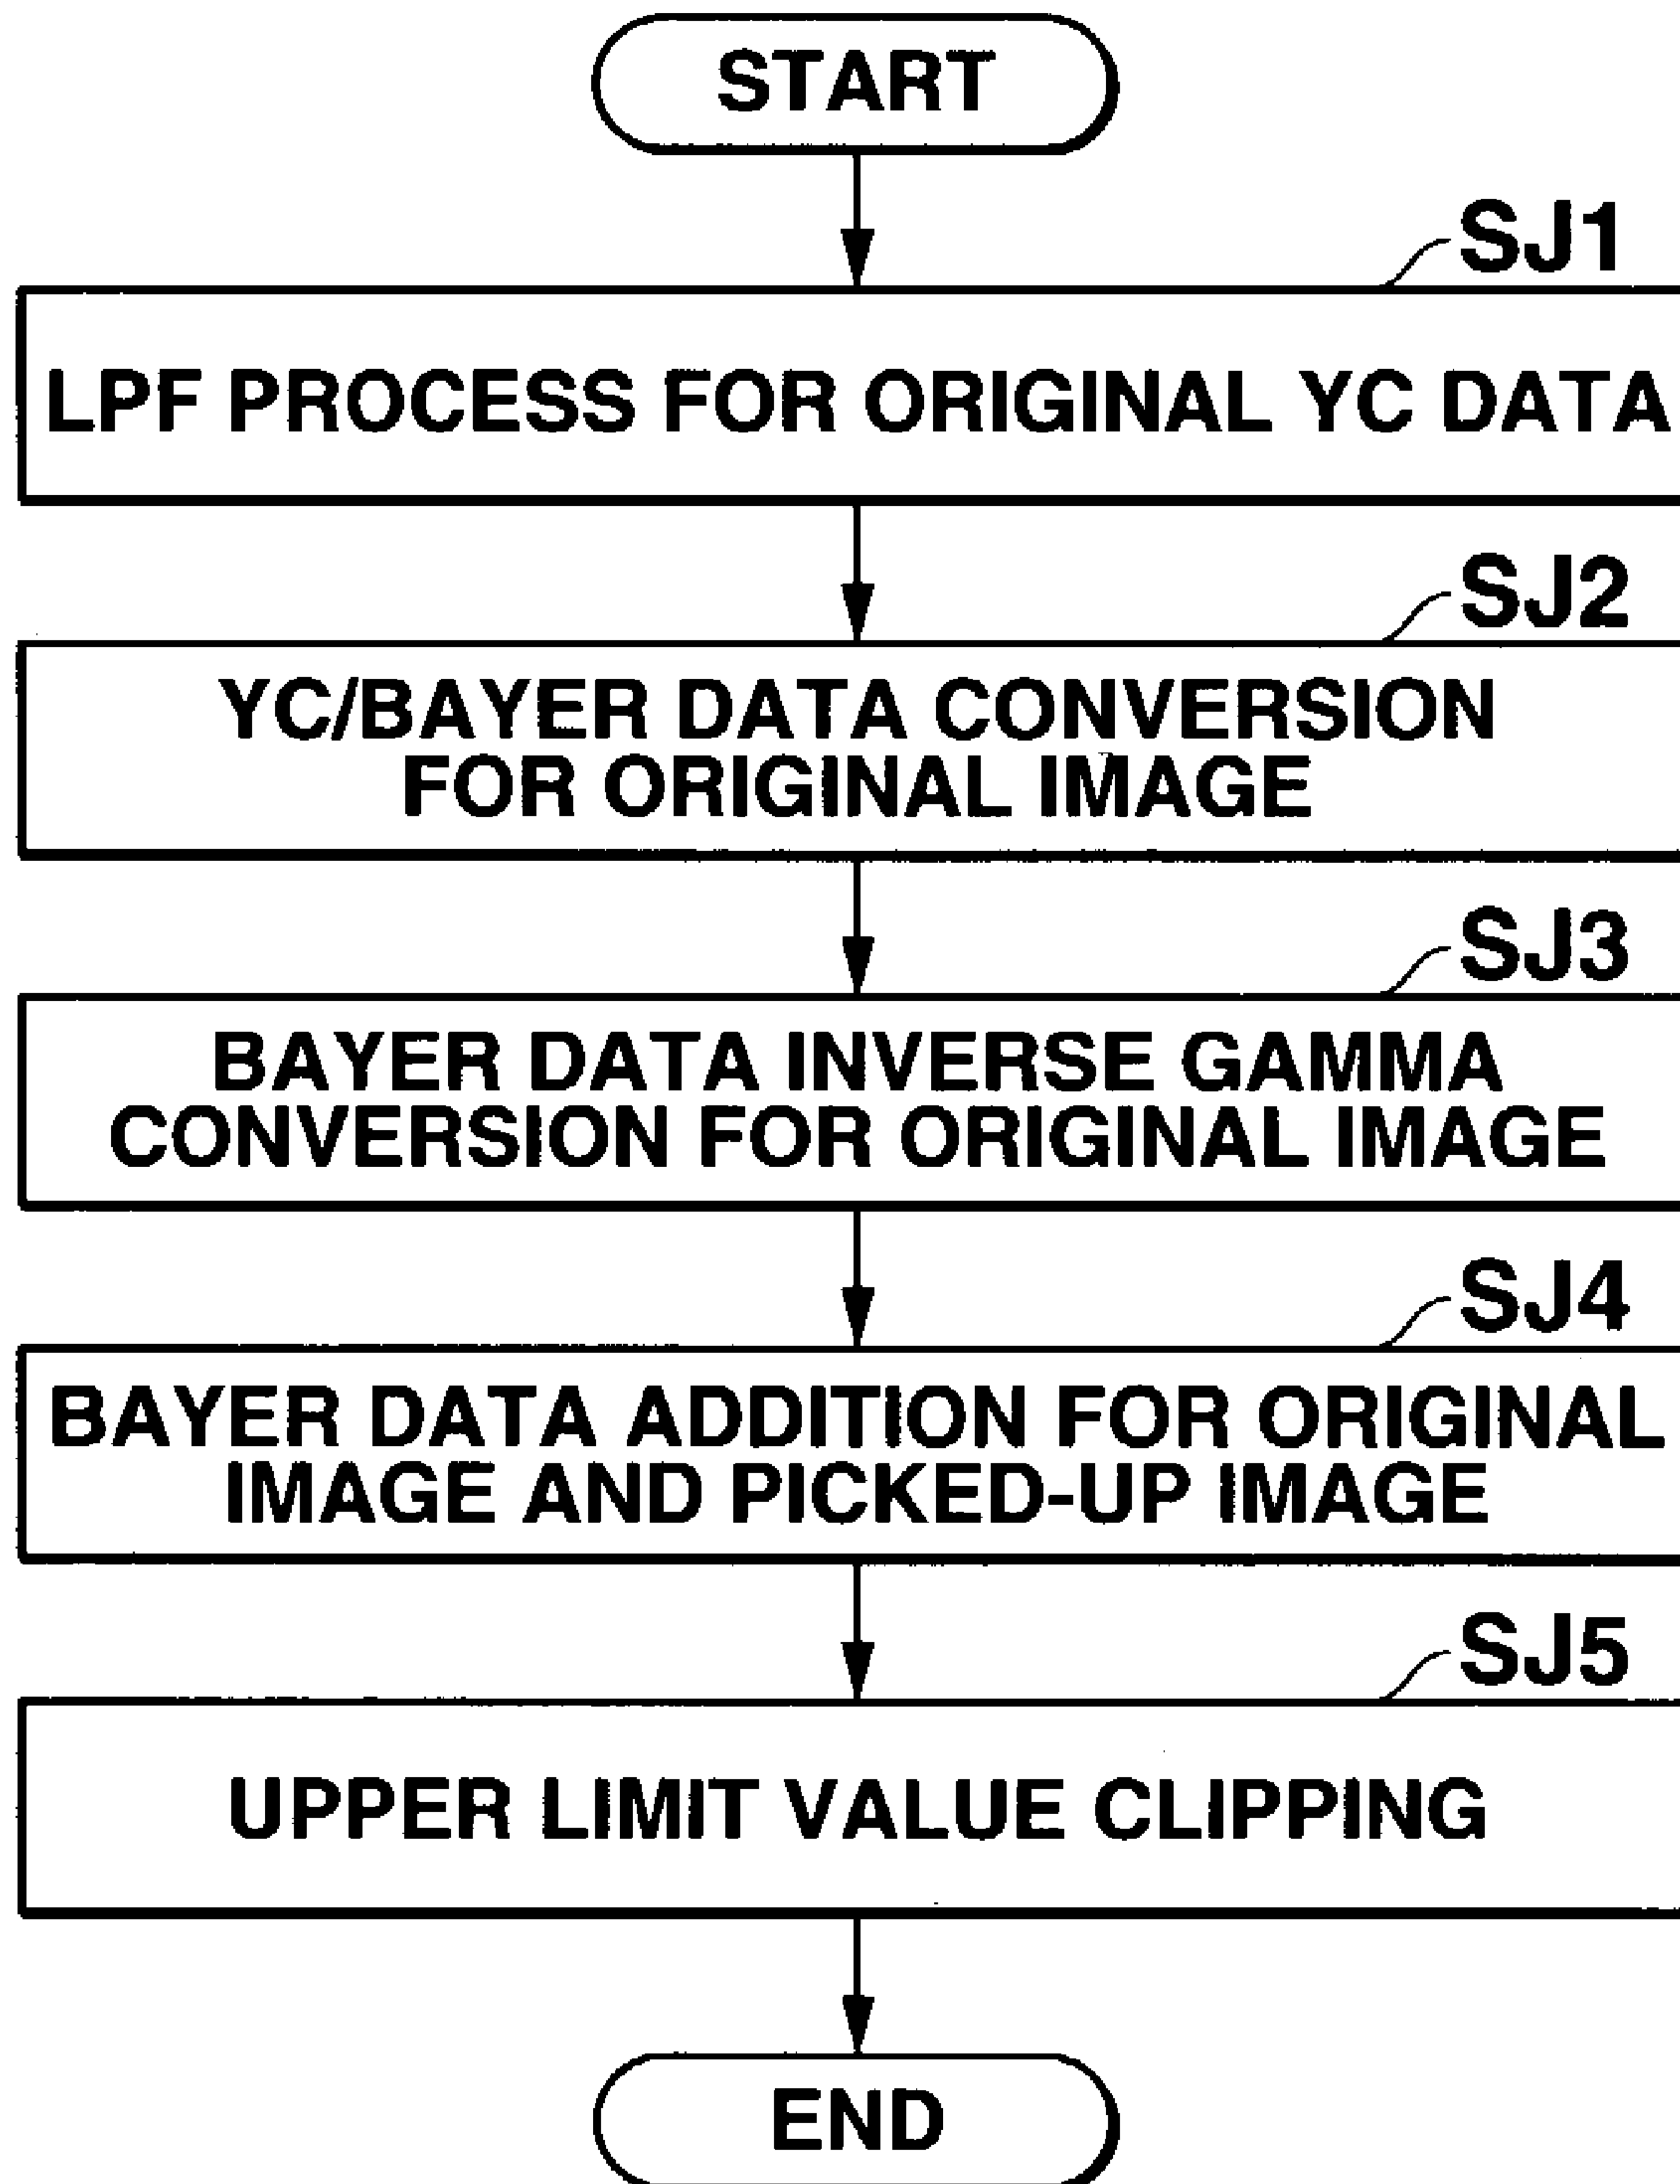 START
SJ1
LPF PROCESS FOR ORIGINAL YC DATA
SJ2
YC/BAYER DATA CONVERSION
FOR ORIGINAL IMAGE
SJ3
BAYER DATA INVERSE GAMMA
CONVERSION FOR ORIGINAL IMAGE
SJ4
BAYER DATA ADDITION FOR ORIGINAL
IMAGE AND PICKED-UP IMAGE
SJ5
UPPER LIMIT VALUE CLIPPING
END